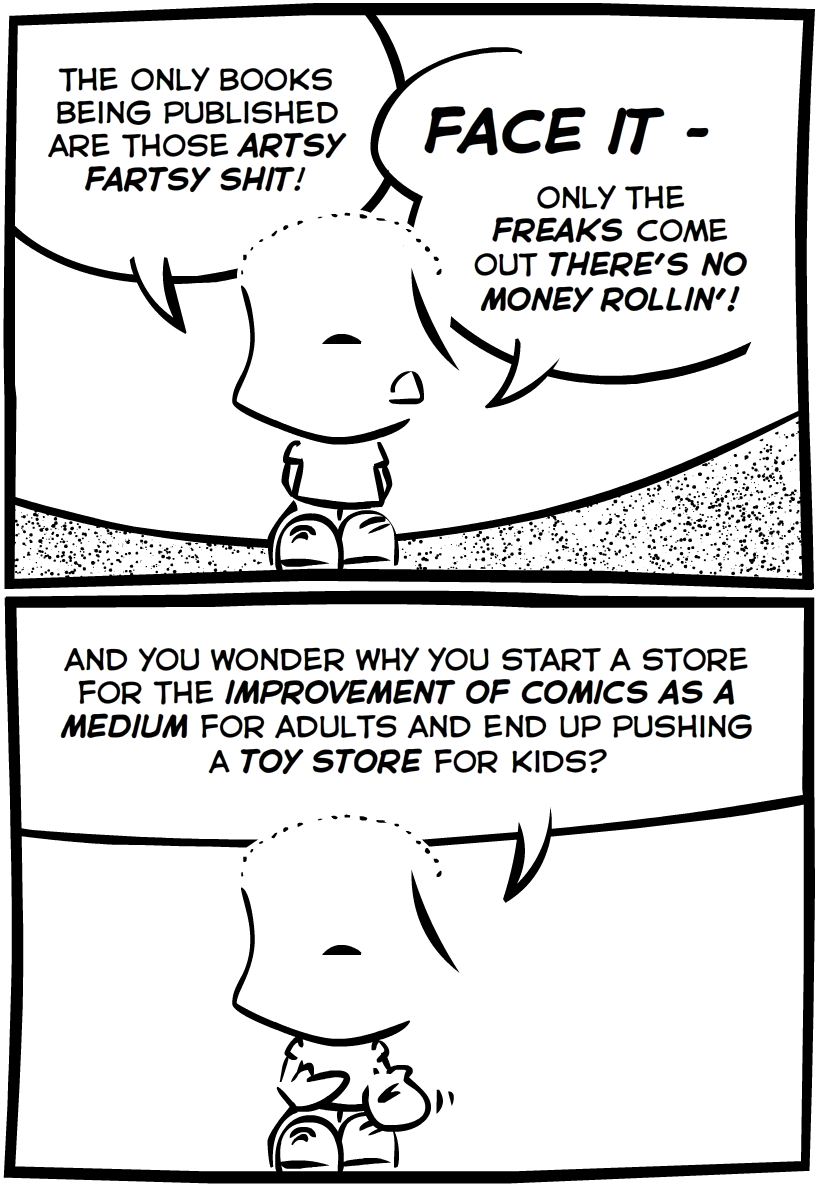 THE ONLY BOOKS
BEING PUBLISHED
ARE THOSE ARTSY
FARTSY SHIT!
FACE IT -
ONLY THE
FREAKS COME
OUT THERE'S NO
MONEY ROLLIN'!
AND YOU WONDER WHY YOU START A STORE
FOR THE IMPROVEMENT OF COMICS AS A
MEDIUM FOR ADULTS AND END UP PUSHING
A TOY STORE FOR KIDS?